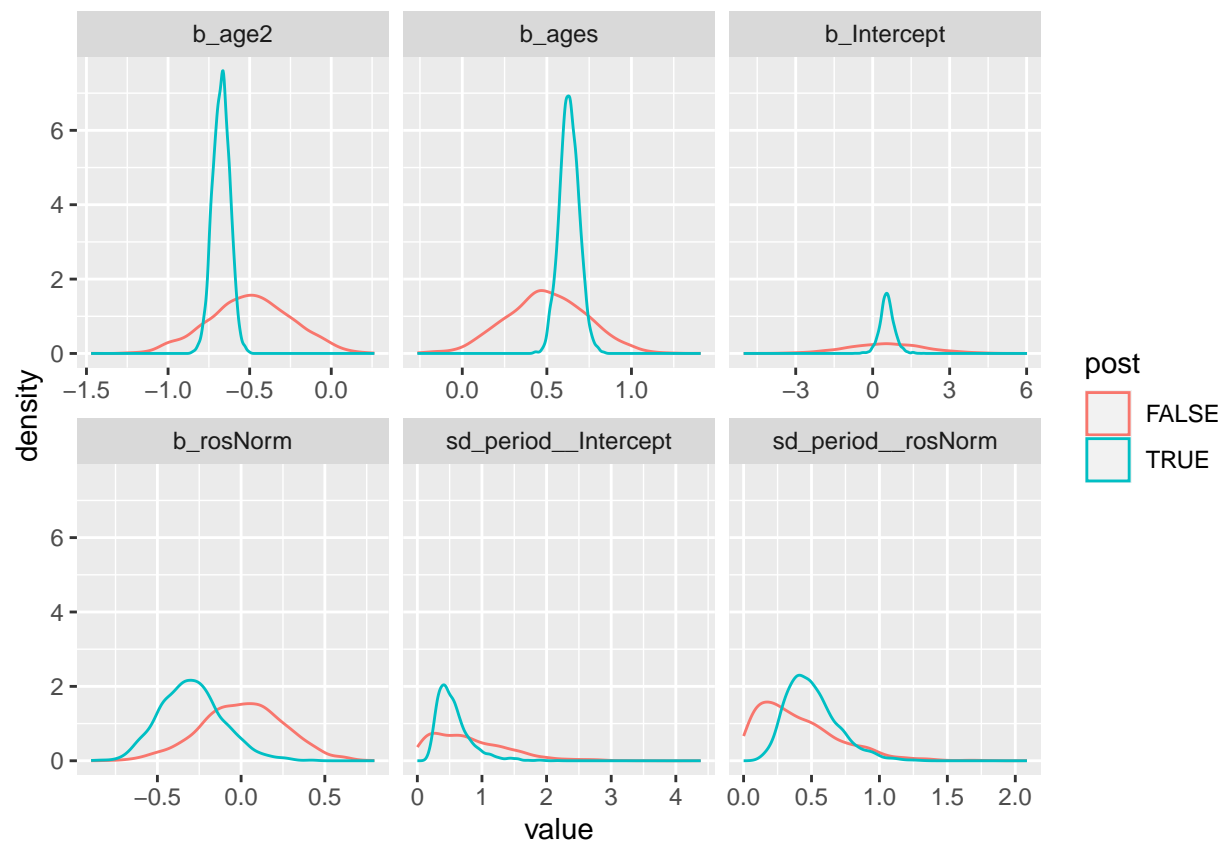 b_age2
b_ages
b_Intercept
6
4
2
0
−1.5
−1.0
−0.5
0.0
0.0
0.5
1.0
−3
0
3
6
density
post
FALSE
TRUE
b_rosNorm
sd_period__Intercept
sd_period__rosNorm
6
4
2
0
−0.5
0.0
0.5
0
1
2
3
4
0.0
0.5
1.0
1.5
2.0
value